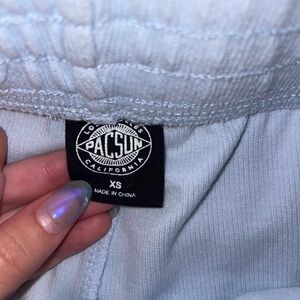 LOS ANGELES
PACSUN
CALIFORNIA
XS
MADE IN CHINA